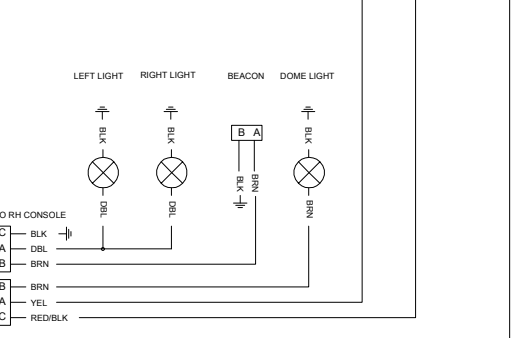 LEFT LIGHT RIGHT LIGHT BEACON DOME LIGHT
BLK BLK B A BLK
BLK BRN
DBL DBL BRN
O RH CONSOLE
C BLK
A DBL
B BRN
B BRN
A YEL
C RED/BLK